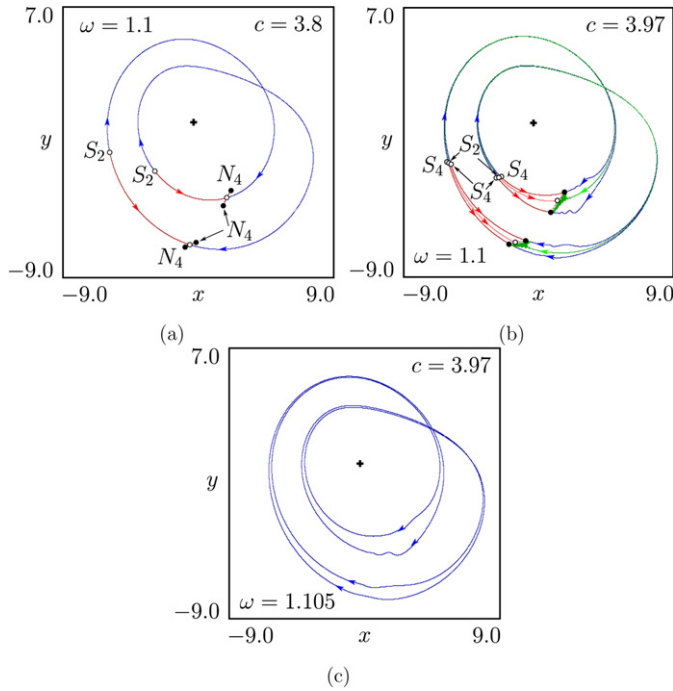 7.0
ω = 1.1
c = 3.8
y
S₂
S₂
N₄
N₄
N₄
−9.0
−9.0
x
9.0
(a)
7.0
c = 3.97
y
S₂
S₄
S₄
S₄
ω = 1.1
−9.0
−9.0
x
9.0
(b)
7.0
c = 3.97
y
ω = 1.105
−9.0
−9.0
x
9.0
(c)